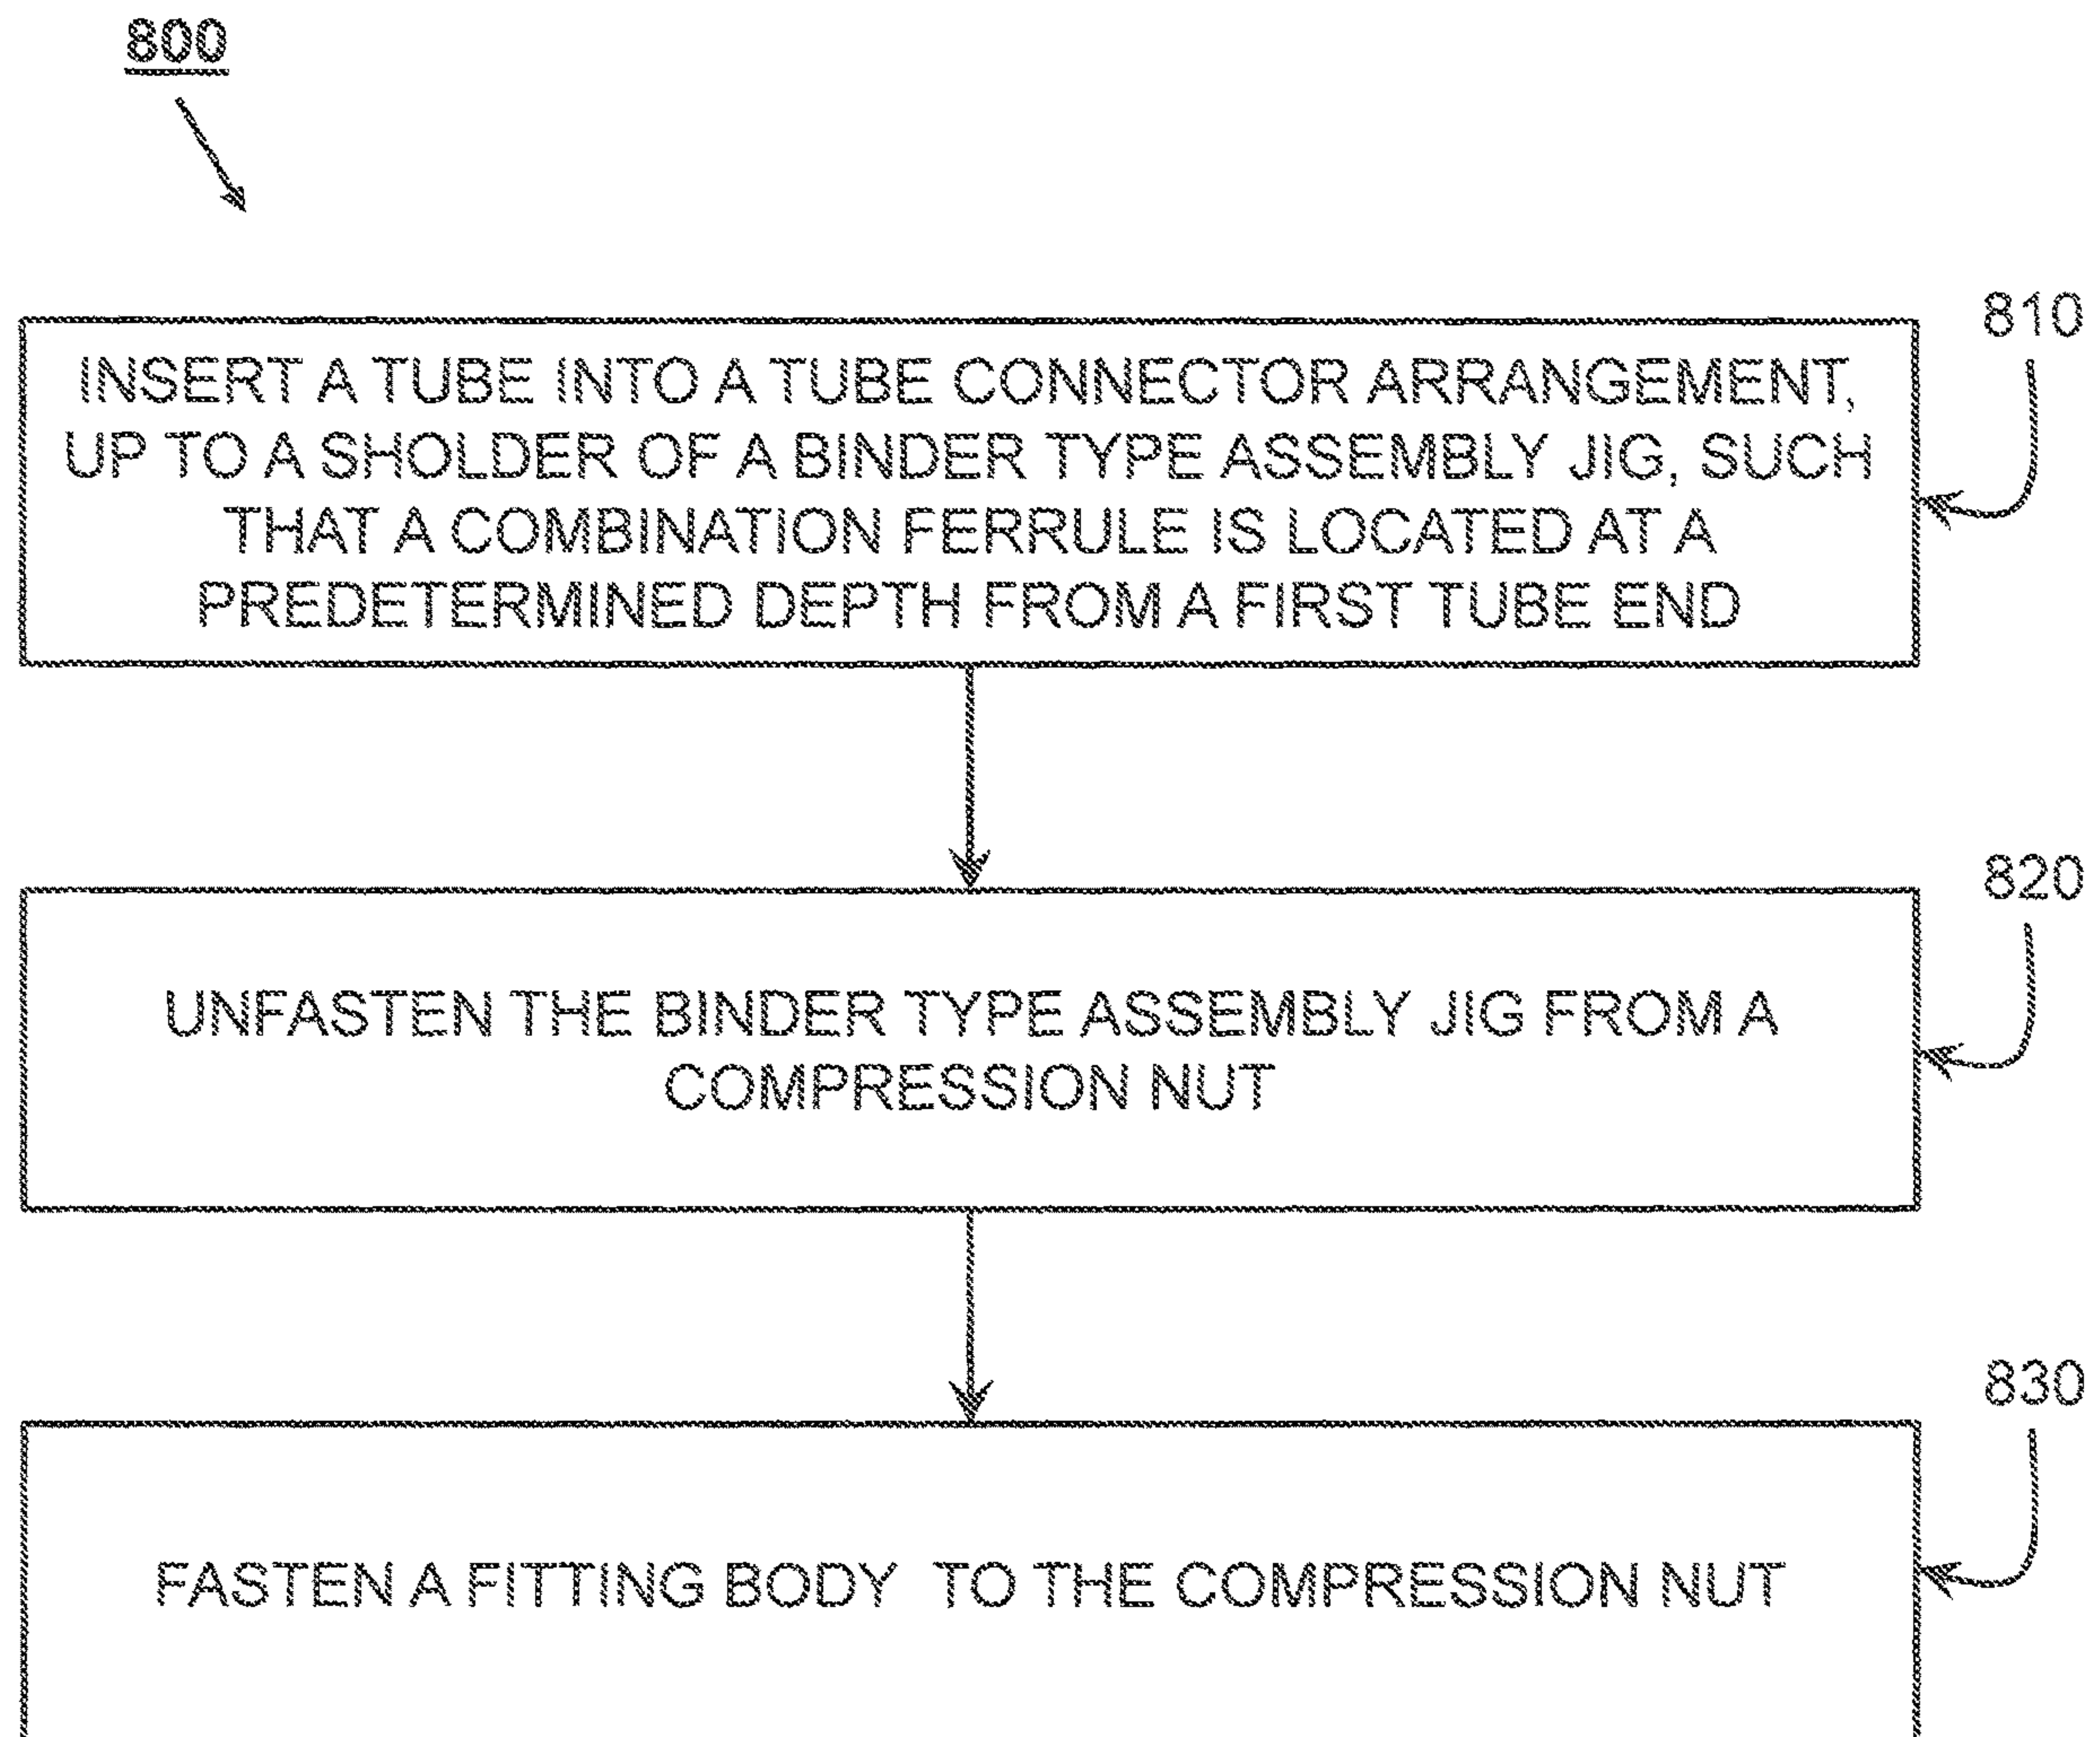 800
810
INSERT A TUBE INTO A TUBE CONNECTOR ARRANGEMENT,
UP TO A SHOLDER OF A BINDER TYPE ASSEMBLY JIG, SUCH
THAT A COMBINATION FERRULE IS LOCATED AT A
PREDETERMINED DEPTH FROM A FIRST TUBE END
820
UNFASTEN THE BINDER TYPE ASSEMBLY JIG FROM A
COMPRESSION NUT
830
FASTEN A FITTING BODY TO THE COMPRESSION NUT